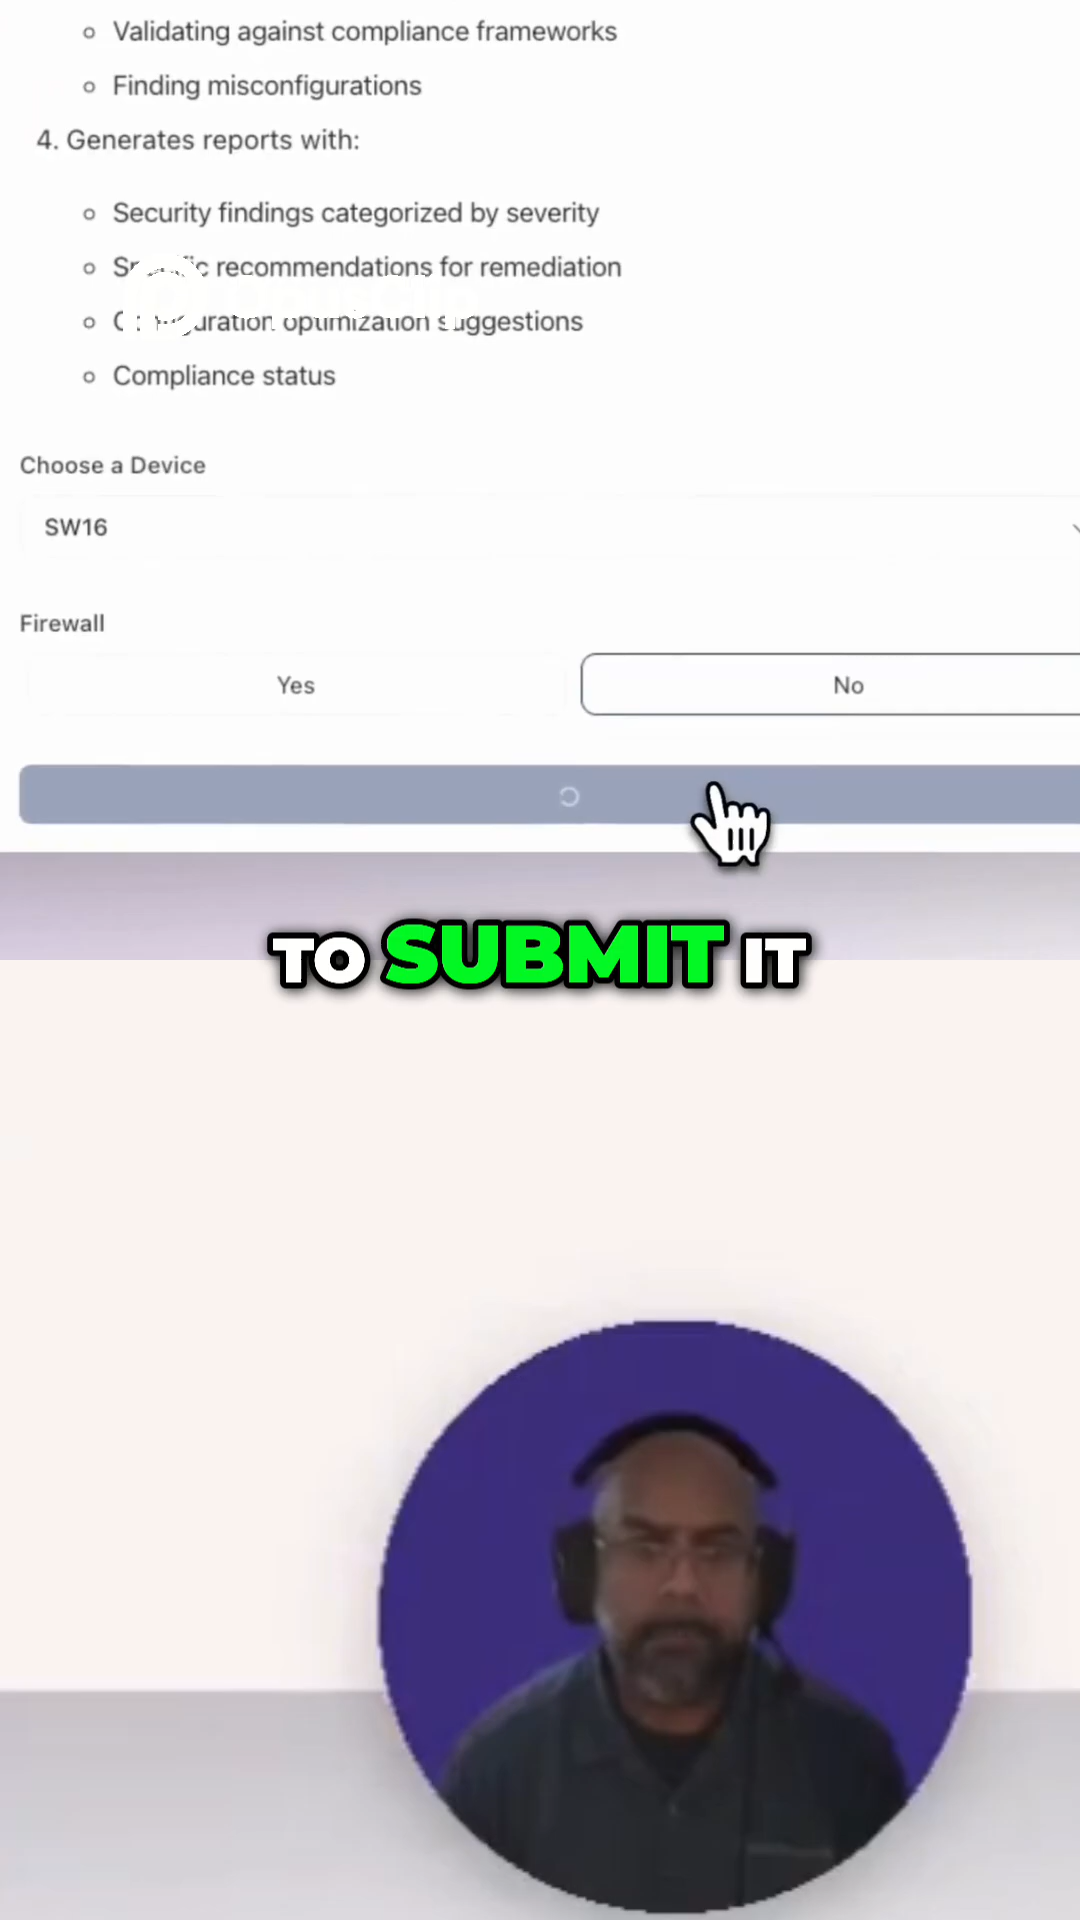 Validating against compliance frameworks
Finding misconfigurations
4. Generates reports with:
Security findings categorized by severity
recommendations for remediation
optimization suggestions
Compliance status
Choose a Device
SW16
Firewall
Yes
No
TO SUBMIT IT